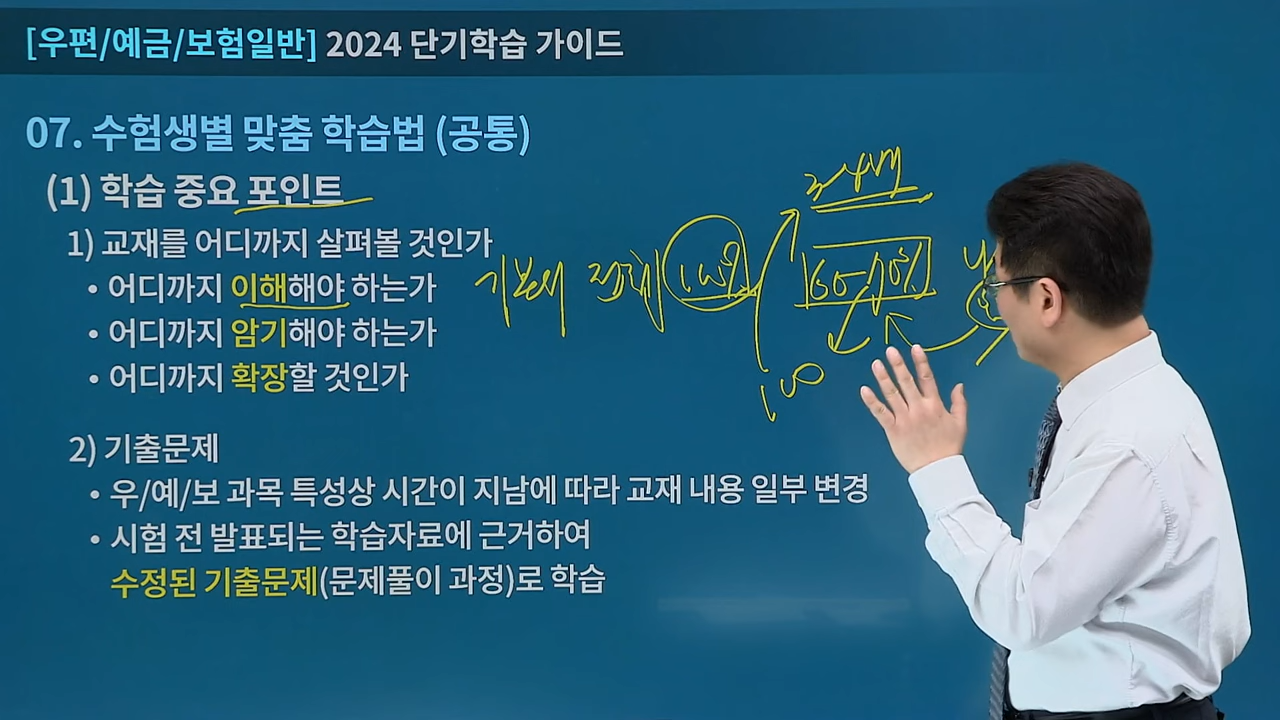 [우편/예금/보험일반] 2024 단기학습 가이드
07. 수험생별 맞춤 학습법 (공통)
(1) 학습 중요 포인트
1) 교재를 어디까지 살펴볼 것인가
• 어디까지 이해해야 하는가
• 어디까지 암기해야 하는가
• 어디까지 확장할 것인가
기본서
100
2) 기출문제
• 우/예/보 과목 특성상 시간이 지남에 따라 교재 내용 일부 변경
• 시험 전 발표되는 학습자료에 근거하여
수정된 기출문제(문제풀이 과정)로 학습